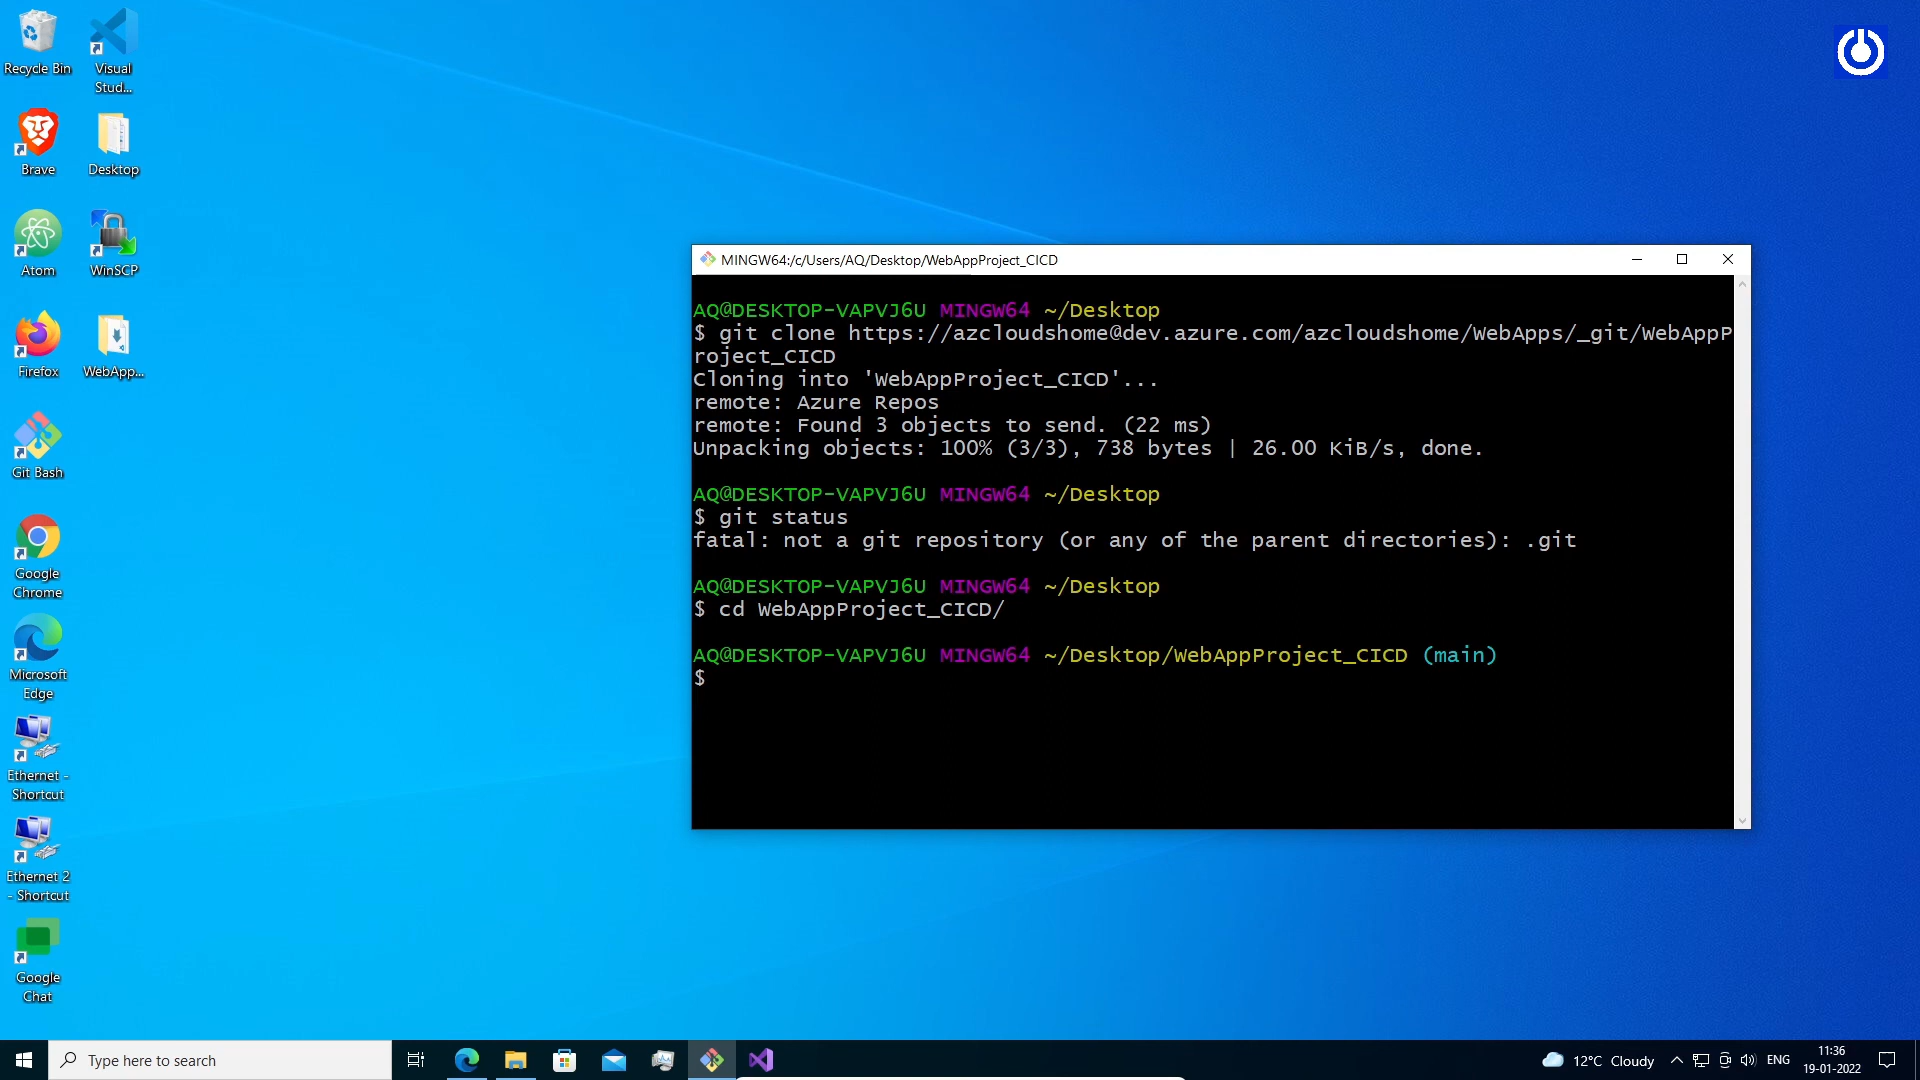 Recycle Bin
Visual
Stud...
Brave
Desktop
Atom
WinSCP
Firefox
WebApp...
Git Bash
Google
Chrome
Microsoft
Edge
Ethernet -
Shortcut
Ethernet 2
- Shortcut
Google
Chat
MINGW64:/c/Users/AQ/Desktop/WebAppProject_CICD
AQ@DESKTOP-VAPVJ6U MINGW64 ~/Desktop
$ git clone https://azcloudshome@dev.azure.com/azcloudshome/WebApps/_git/WebAppP
roject_CICD
Cloning into 'WebAppProject_CICD'...
remote: Azure Repos
remote: Found 3 objects to send. (22 ms)
Unpacking objects: 100% (3/3), 738 bytes | 26.00 KiB/s, done.
AQ@DESKTOP-VAPVJ6U MINGW64 ~/Desktop
$ git status
fatal: not a git repository (or any of the parent directories): .git
AQ@DESKTOP-VAPVJ6U MINGW64 ~/Desktop
$ cd WebAppProject_CICD/
AQ@DESKTOP-VAPVJ6U MINGW64 ~/Desktop/WebAppProject_CICD (main)
$
Type here to search
12°C Cloudy
ENG
11:36
19-01-2022